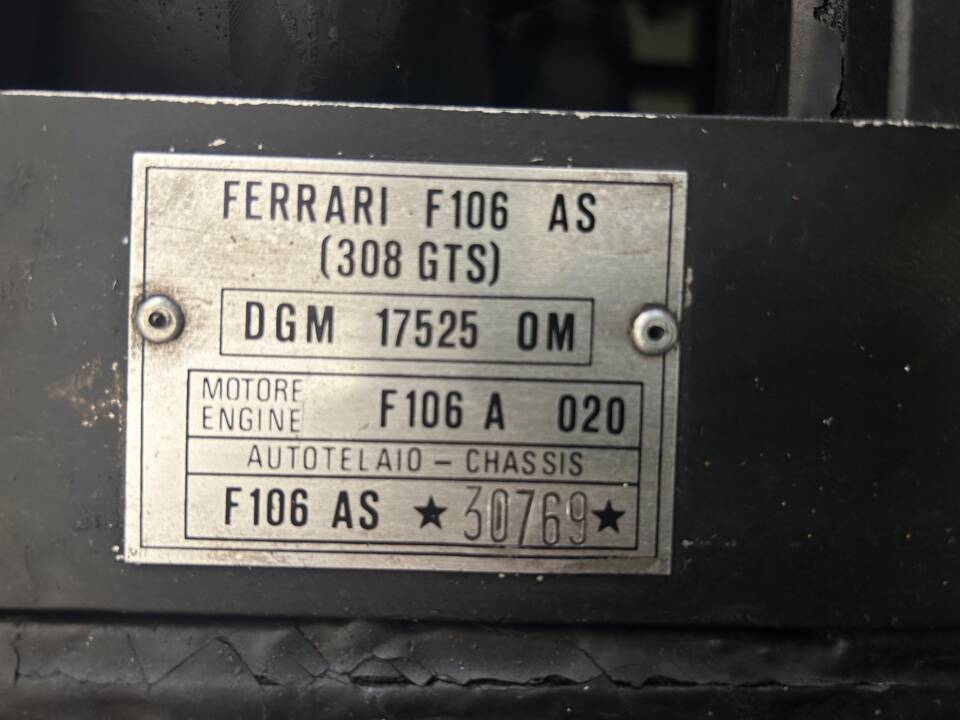 FERRARI F106 AS
(308 GTS)
DGM 17525 OM
MOTORE
ENGINE
F106 A 020
AUTOTELAIO - CHASSIS
F106 AS ★ 30769 ★